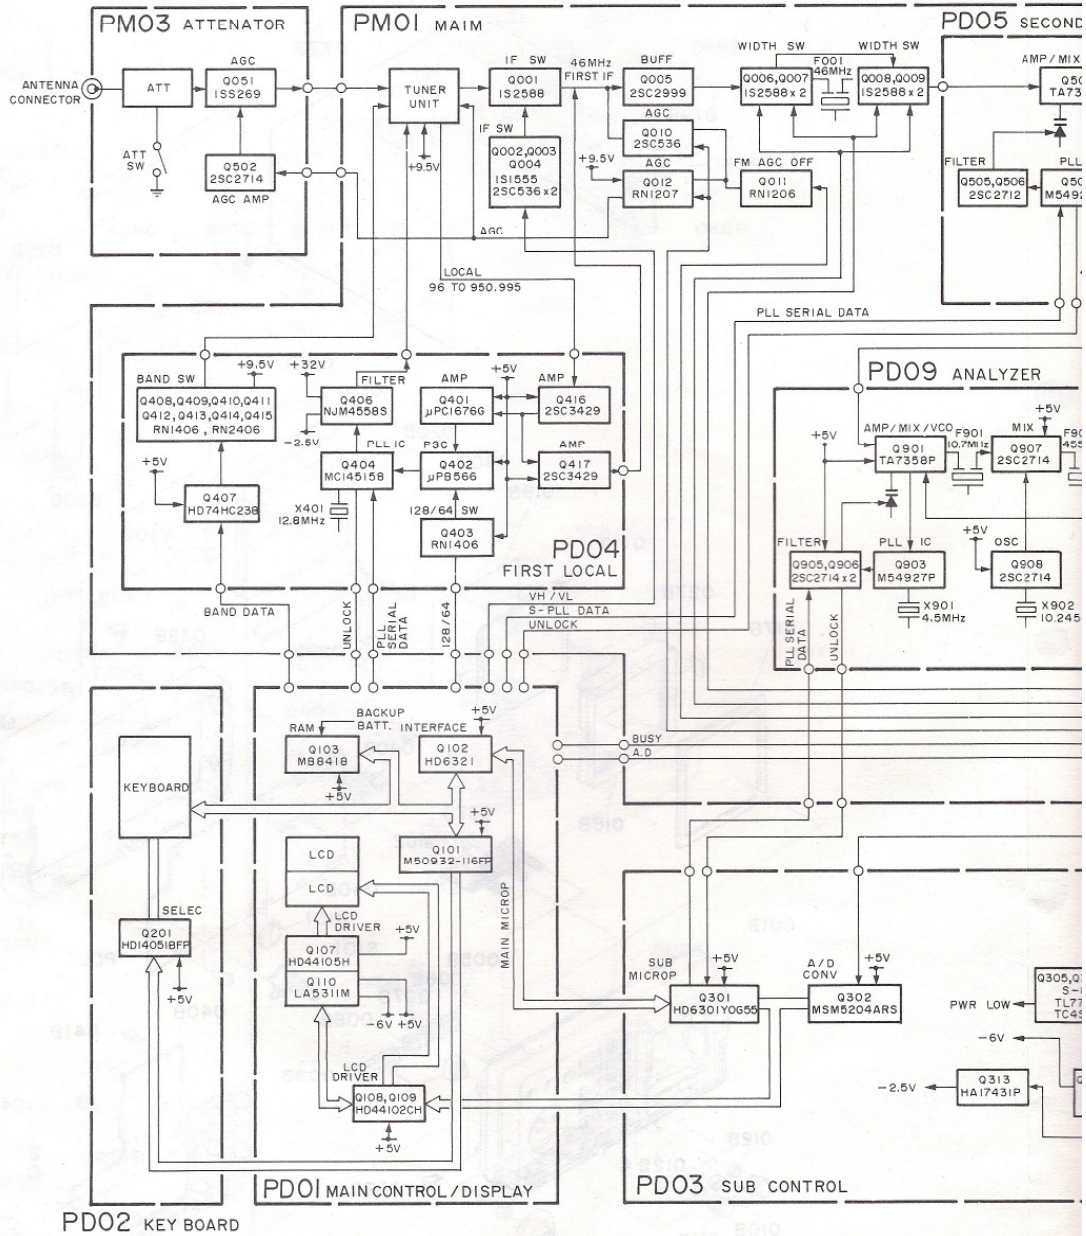 PM03 ATTENATOR
ANTENNA
CONNECTOR
ATT
AGC
Q051
1SS269
ATT
SW
Q502
2SC2714
AGC AMP
PM01 MAIM
TUNER
UNIT
+9.5V
IF SW
Q001
1S2588
IF SW
Q002,Q003
Q004
1S1555
2SC536x2
46MHz
FIRST IF
BUFF
Q005
2SC2999
AGC
Q010
2SC536
AGC
+9.5V
Q012
RN1207
WIDTH SW
Q006,Q007
1S2588x2
F001
46MHz
WIDTH SW
Q008,Q009
1S2588x2
FM AGC OFF
Q011
RN1206
AGC
LOCAL
96 TO 950.995
PD05 SECOND
AMP/MIX
TA73
FILTER
Q505,Q506
2SC2712
PLL
M5492
PLL SERIAL DATA
BAND SW
+9.5V
Q408,Q409,Q410,Q411
Q412,Q413,Q414,Q415
RN1406, RN2406
+5V
Q407
HD74HC238
+32V
FILTER
Q406
NJM4558S
-2.5V
PLL IC
Q404
MC145158
X401
12.8MHz
AMP
Q401
μPC1676G
PSC
Q402
μPB566
128/64 SW
Q403
RN1406
+5V
AMP
Q416
2SC3429
AMP
Q417
2SC3429
PD04
FIRST LOCAL
PD09 ANALYZER
AMP/MIX/VCO
+5V
Q901
TA7358P
F901
10.7MHz
MIX
+5V
Q907
2SC2714
F90
455
FILTER
Q905,Q906
2SC2714x2
PLL IC
Q903
M54927P
X901
4.5MHz
+5V
OSC
Q908
2SC2714
X902
10.245
PLL SERIAL
DATA
UNLOCK
BAND DATA
UNLOCK
PLL
SERIAL
DATA
128/64
VH/VL
S-PLL DATA
UNLOCK
BUSY
A.D
KEYBOARD
SELEC
Q201
HD14051BFP
+5V
PD02 KEY BOARD
BACKUP
BATT.
RAM
Q103
MB8418
+5V
INTERFACE
+5V
Q102
HD6321
+5V
Q101
M50932-116FP
LCD
LCD
LCD
DRIVER
Q107
HD44105H
+5V
Q110
LA5311M
-6V +5V
LCD
DRIVER
Q108,Q109
HD44102CH
+5V
MAIN MICROP
PD01 MAIN CONTROL/DISPLAY
SUB
MICROP
+5V
Q301
HD6301Y0G55
A/D
CONV
+5V
Q302
MSM5204ARS
PWR LOW
Q305,Q
TL77
TC4S
-6V
-2.5V
Q313
HA17431P
PD03 SUB CONTROL